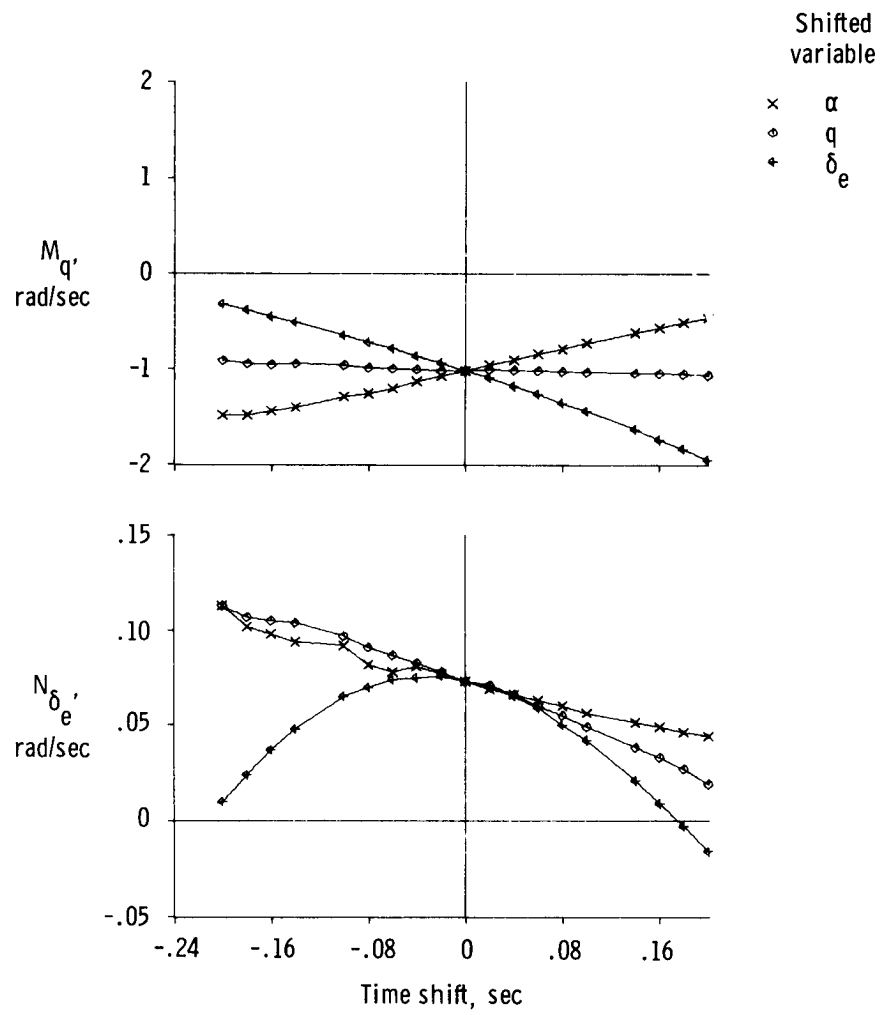 Shifted
variable
α
q
δe
2
1
0
-1
-2
Mq,
rad/sec
.15
.10
.05
0
-.05
Nδe,
rad/sec
-.24 -.16 -.08 0 .08 .16
Time shift, sec